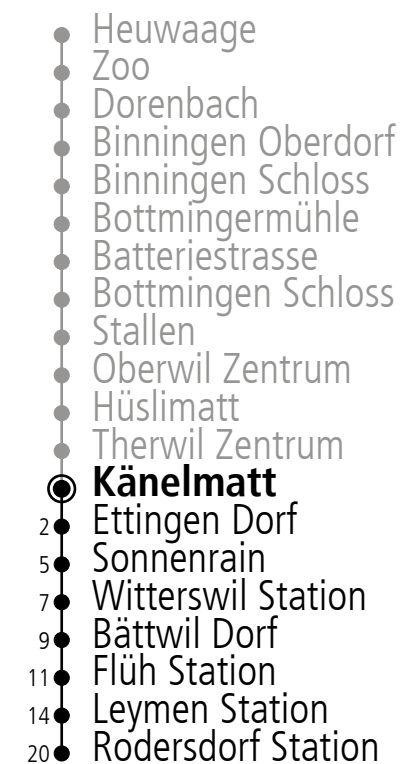 Heuwaage
Zoo
Dorenbach
Binningen Oberdorf
Binningen Schloss
Bottmingermühle
Batteriestrasse
Bottmingen Schloss
Stallen
Oberwil Zentrum
Hüslimatt
Therwil Zentrum
Känelmatt
2 Ettingen Dorf
5 Sonnenrain
7 Witterswil Station
9 Bättwil Dorf
11 Flüh Station
14 Leymen Station
20 Rodersdorf Station